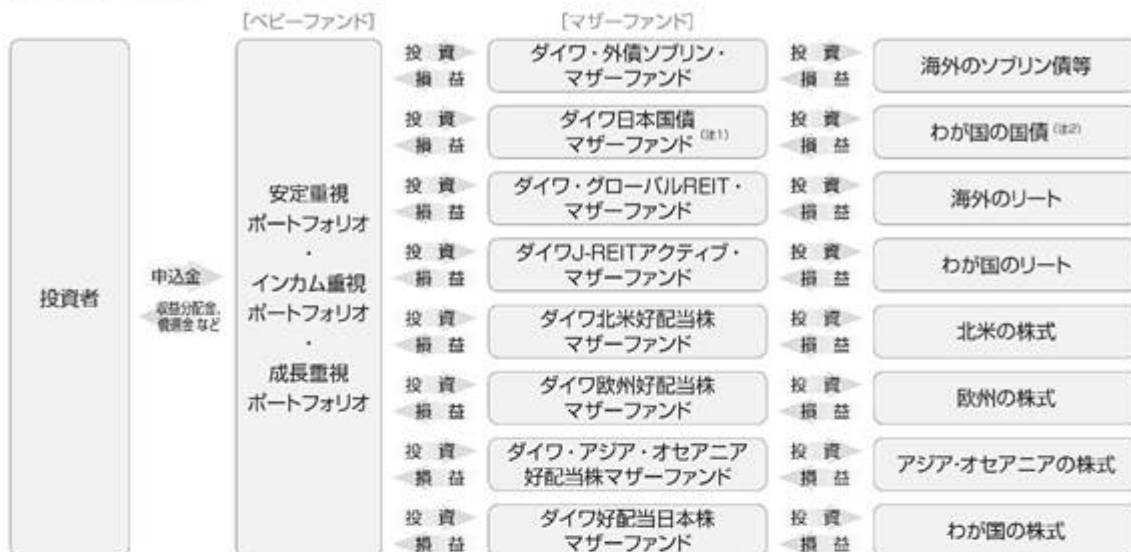 [ベビーファンド]
[マザーファンド]
投資者
申込金
収益分配金、
償還金 など
安定重視
ポートフォリオ
・
インカム重視
ポートフォリオ
・
成長重視
ポートフォリオ
投 資
損 益
ダイワ・外債ソブリン・
マザーファンド
投 資
損 益
海外のソブリン債等
投 資
損 益
ダイワ日本国債
マザーファンド (注1)
投 資
損 益
わが国の国債 (注2)
投 資
損 益
ダイワ・グローバルREIT・
マザーファンド
投 資
損 益
海外のリート
投 資
損 益
ダイワJ-REITアクティブ・
マザーファンド
投 資
損 益
わが国のリート
投 資
損 益
ダイワ北米好配当株
マザーファンド
投 資
損 益
北米の株式
投 資
損 益
ダイワ欧州好配当株
マザーファンド
投 資
損 益
欧州の株式
投 資
損 益
ダイワ・アジア・オセアニア
好配当株マザーファンド
投 資
損 益
アジア・オセアニアの株式
投 資
損 益
ダイワ好配当日本株
マザーファンド
投 資
損 益
わが国の株式